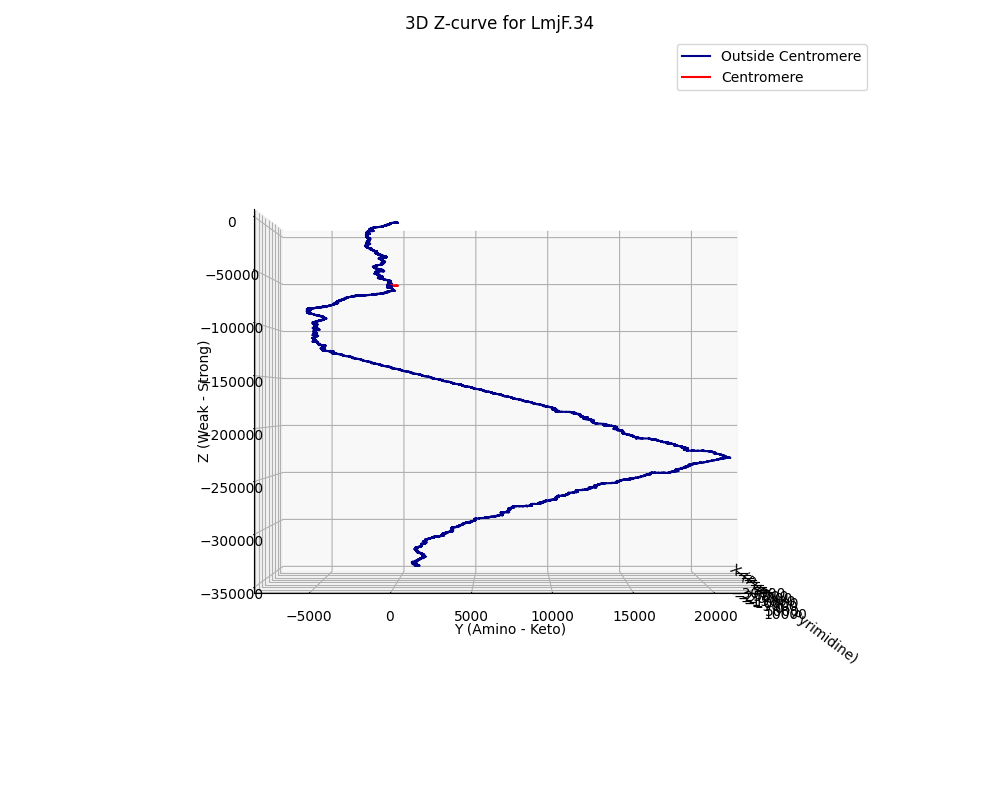 3D Z-curve for LmjF.34
Outside Centromere
Centromere
0
−50000
−100000
−150000
−200000
−250000
−300000
−350000
Z (Weak - Strong)
−5000
0
5000
10000
15000
20000
Y (Amino - Keto)